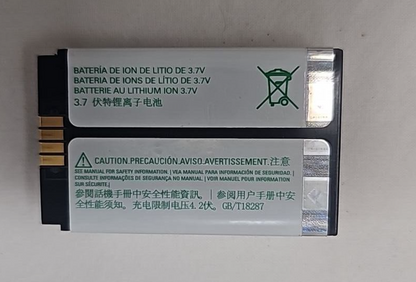 BATERÍA DE ION DE LITIO DE 3.7V
BATERIA DE IONS DE LÍTIO DE 3.7V
BATTERIE AU LITHIUM ION 3.7V
3.7 伏特鋰离子电池
CAUTION.PRECAUCIÓN.AVISO.AVERTISSEMENT.注意
SEE MANUAL FOR SAFETY | VEA MANUAL PARA INFORMACIÓN DE SEGURIDAD. |
CONSULTE INFORMAÇÕES DE SEGURANÇA NO MANUAL. | VOIR MANUEL POUR INFORMATION
SUR SÉCURITÉ. |
參閱話機手冊中安全性能資訊。 | 参阅用户手册中安
全性能须知。充电限制电压4.2伏。GB/T18287